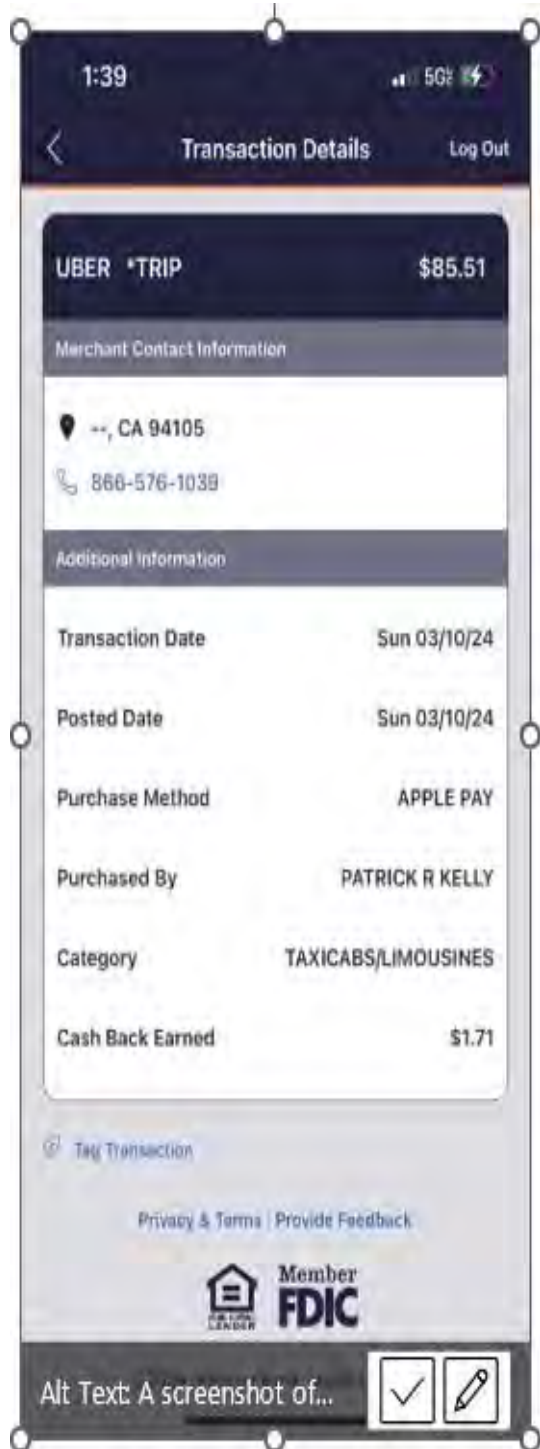 1:39 5G
Transaction Details Log Out
UBER *TRIP $85.51
Merchant Contact Information
--, CA 94105
866-576-1039
Additional Information
Transaction Date Sun 03/10/24
Posted Date Sun 03/10/24
Purchase Method APPLE PAY
Purchased By PATRICK R KELLY
Category TAXICABS/LIMOUSINES
Cash Back Earned $1.71
Tag Transaction
Privacy & Terms | Provide Feedback
Member
FDIC
LENDER
Alt Text: A screenshot of...